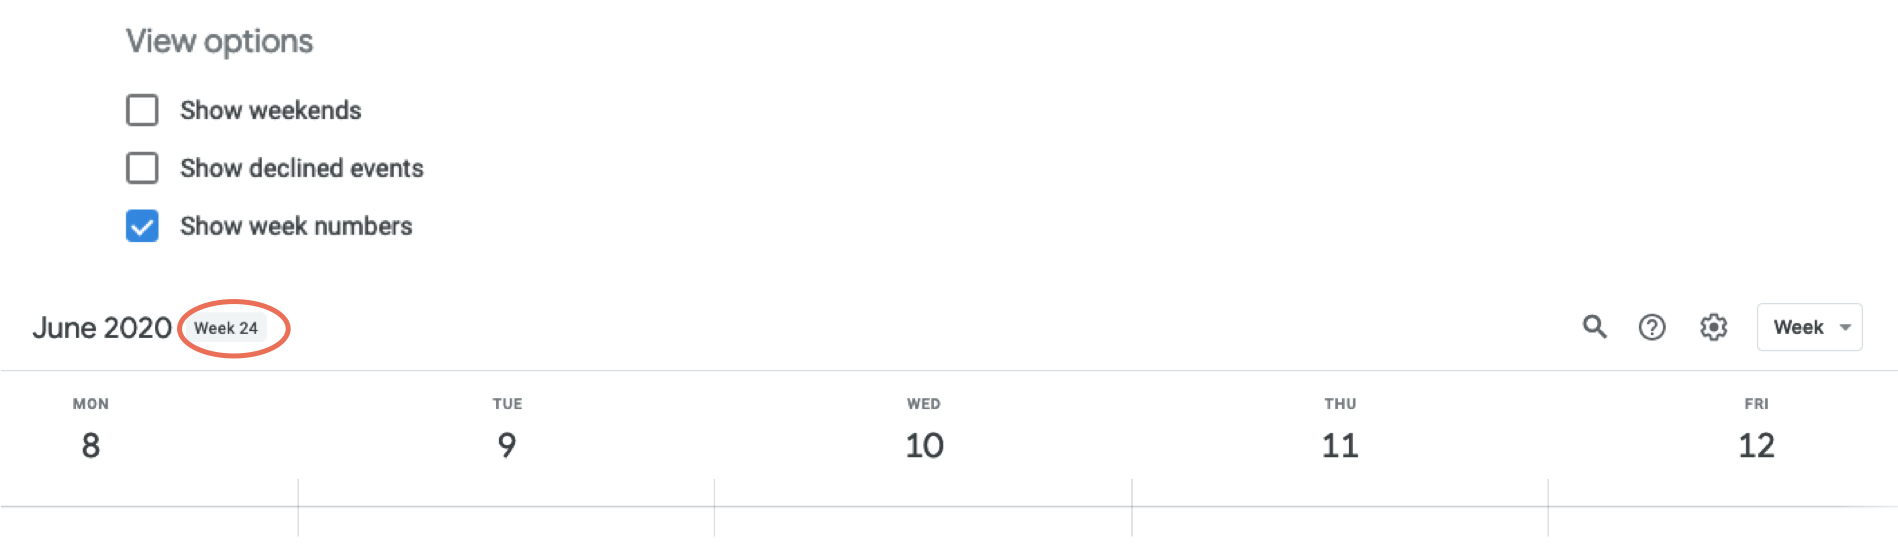 View options
Show weekends
Show declined events
Show week numbers
June 2020 Week 24 Week
MON TUE WED THU FRI
8 9 10 11 12